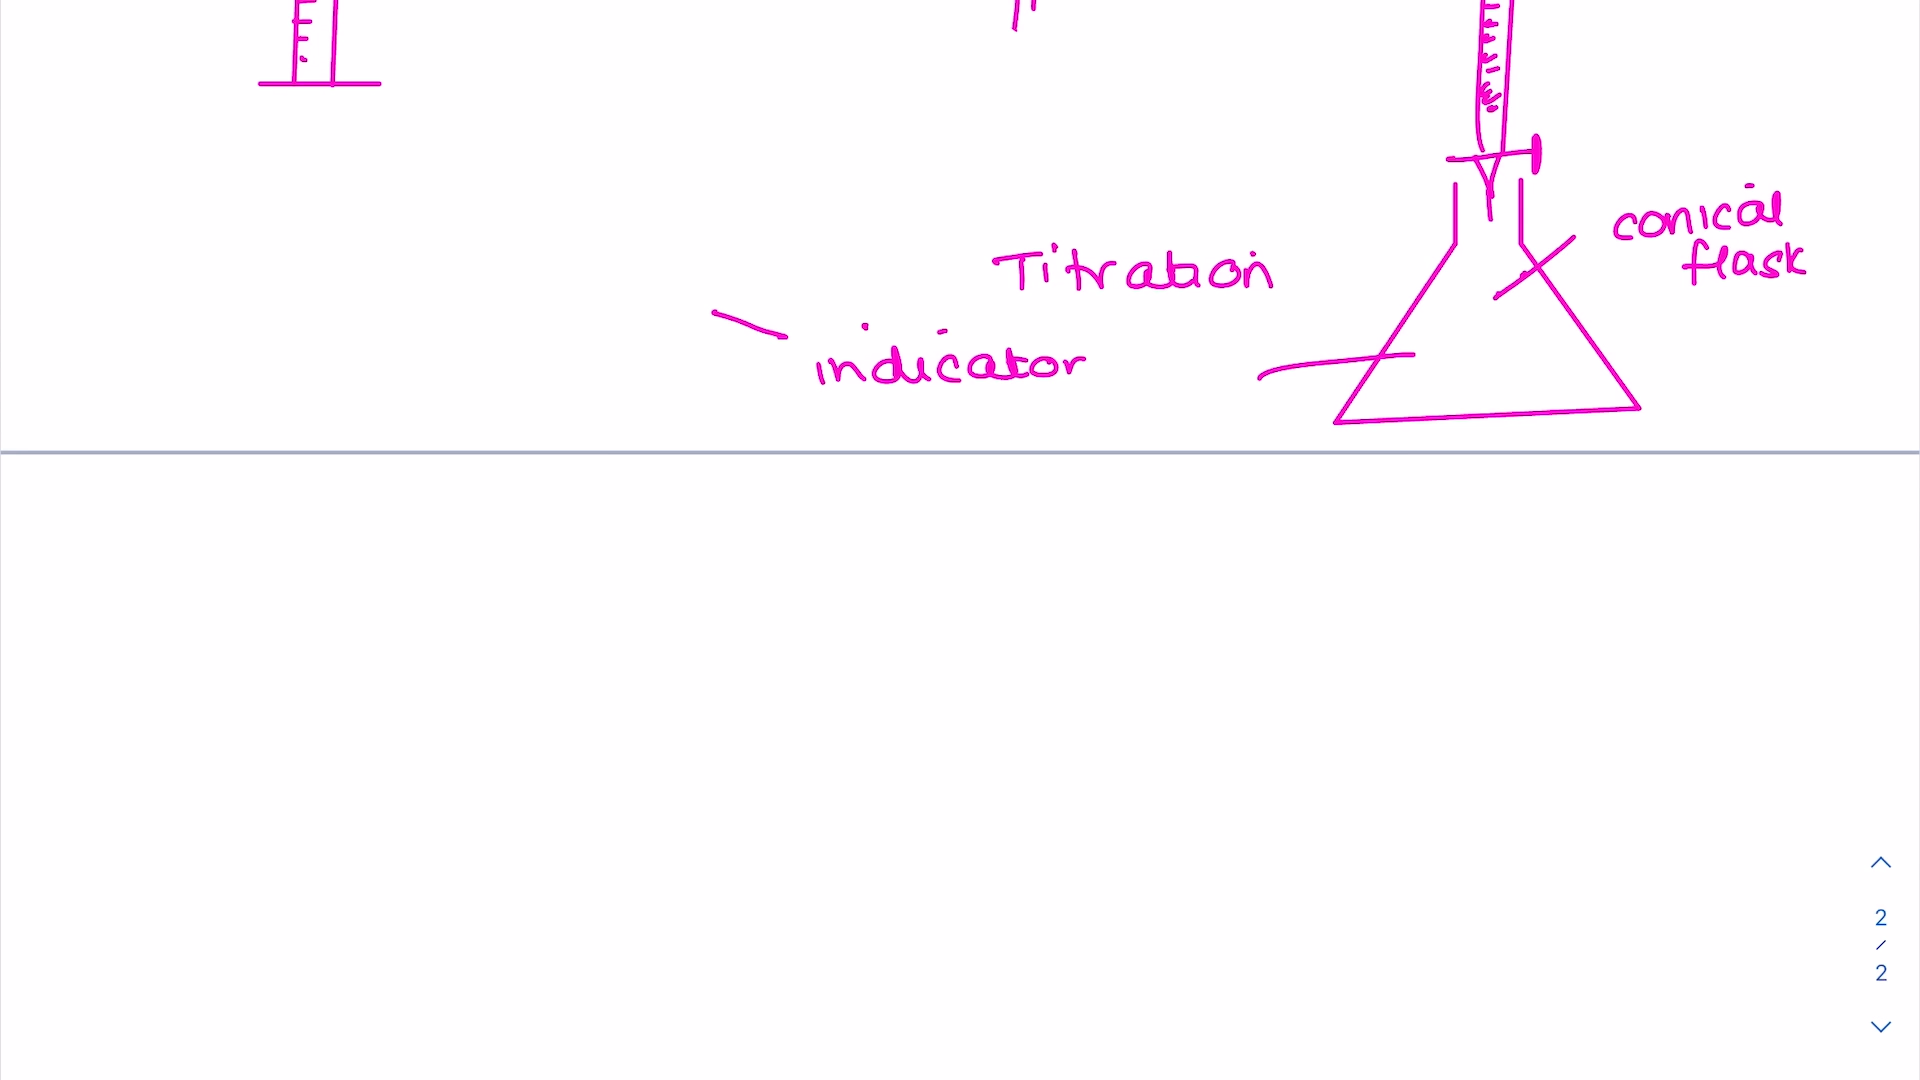 conical
flask
Titration
indicator
2
/
2